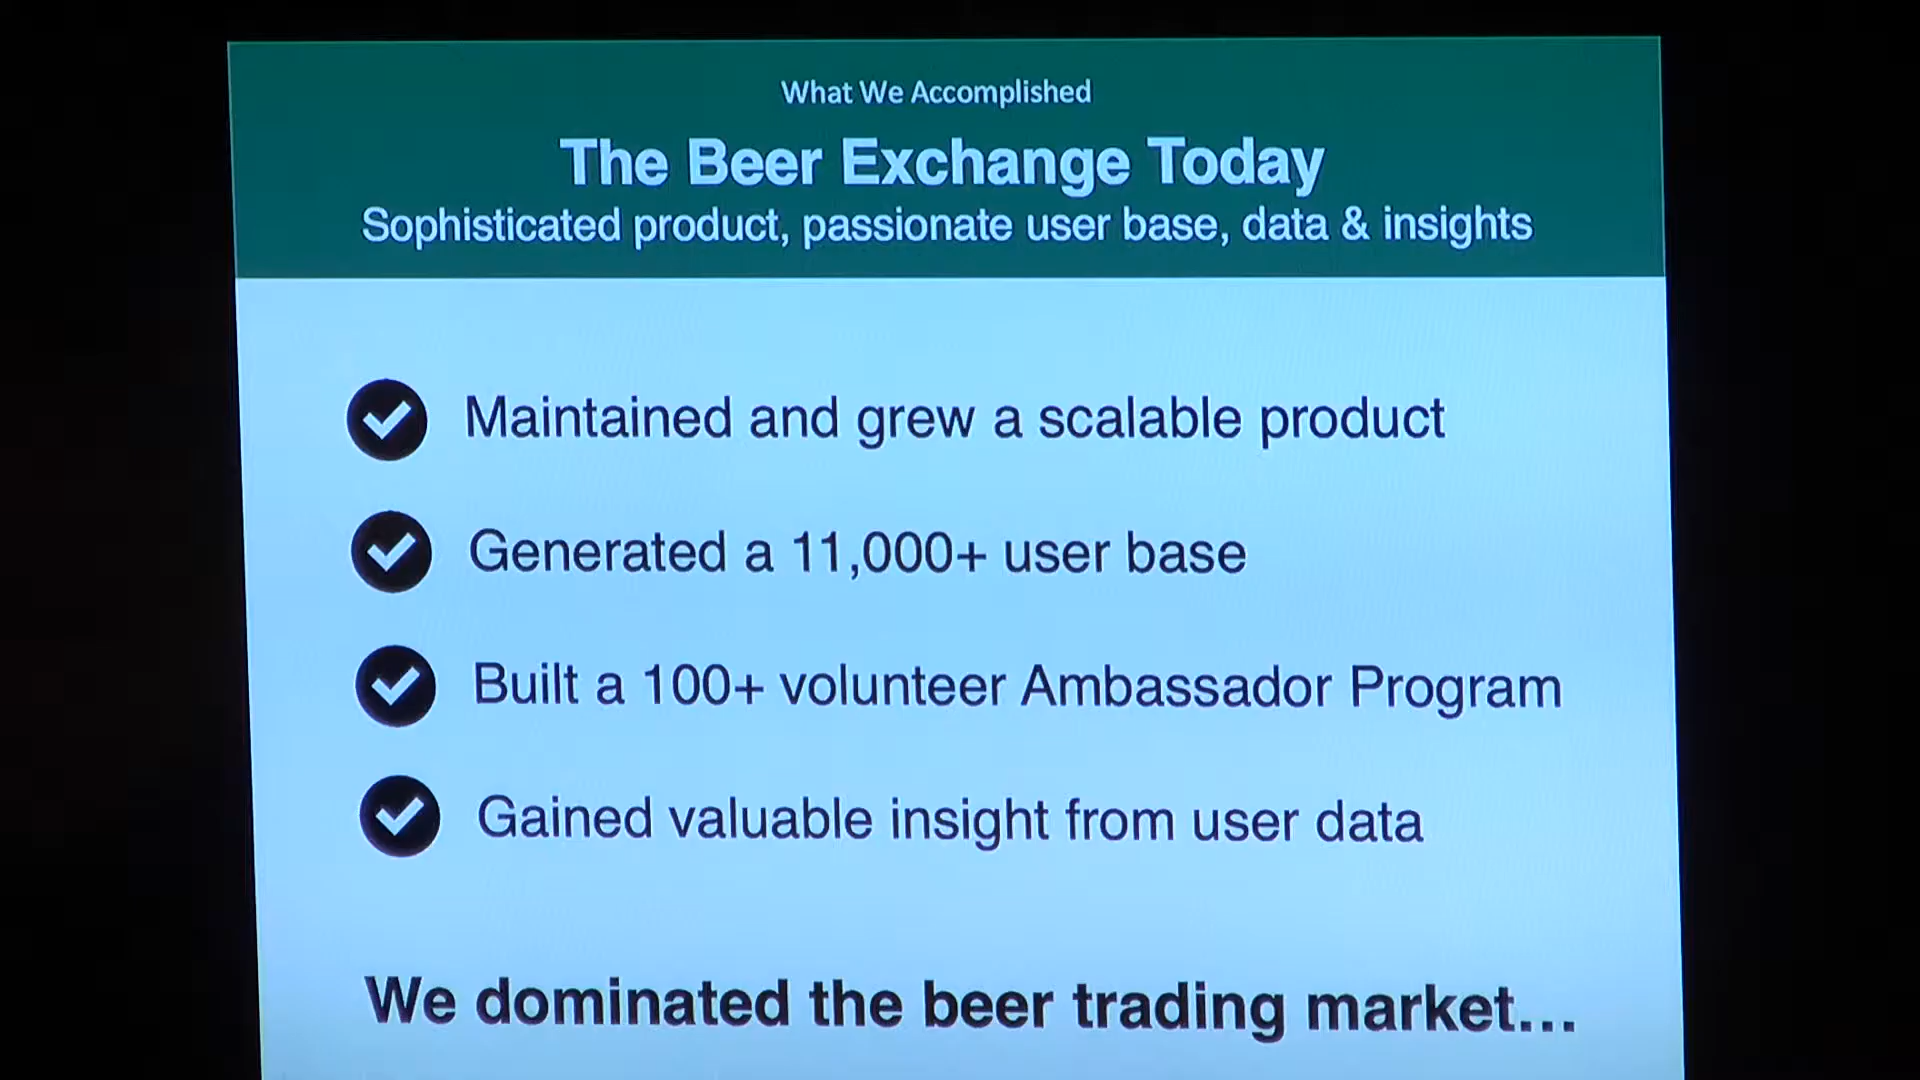 What We Accomplished
The Beer Exchange Today
Sophisticated product, passionate user base, data & insights
Maintained and grew a scalable product
Generated a 11,000+ user base
Built a 100+ volunteer Ambassador Program
Gained valuable insight from user data
We dominated the beer trading market...